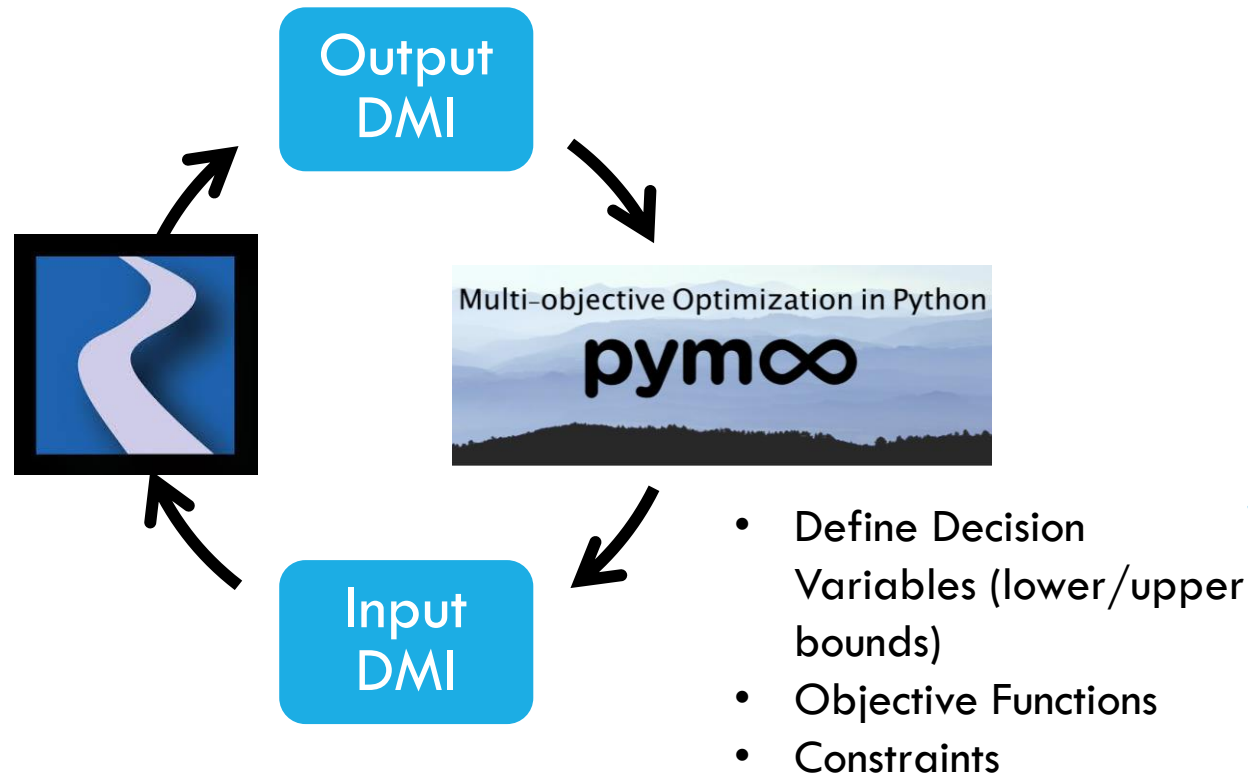 Output
DMI
Multi-objective Optimization in Python
pymoo
Input
DMI
• Define Decision
Variables (lower/upper
bounds)
• Objective Functions
• Constraints